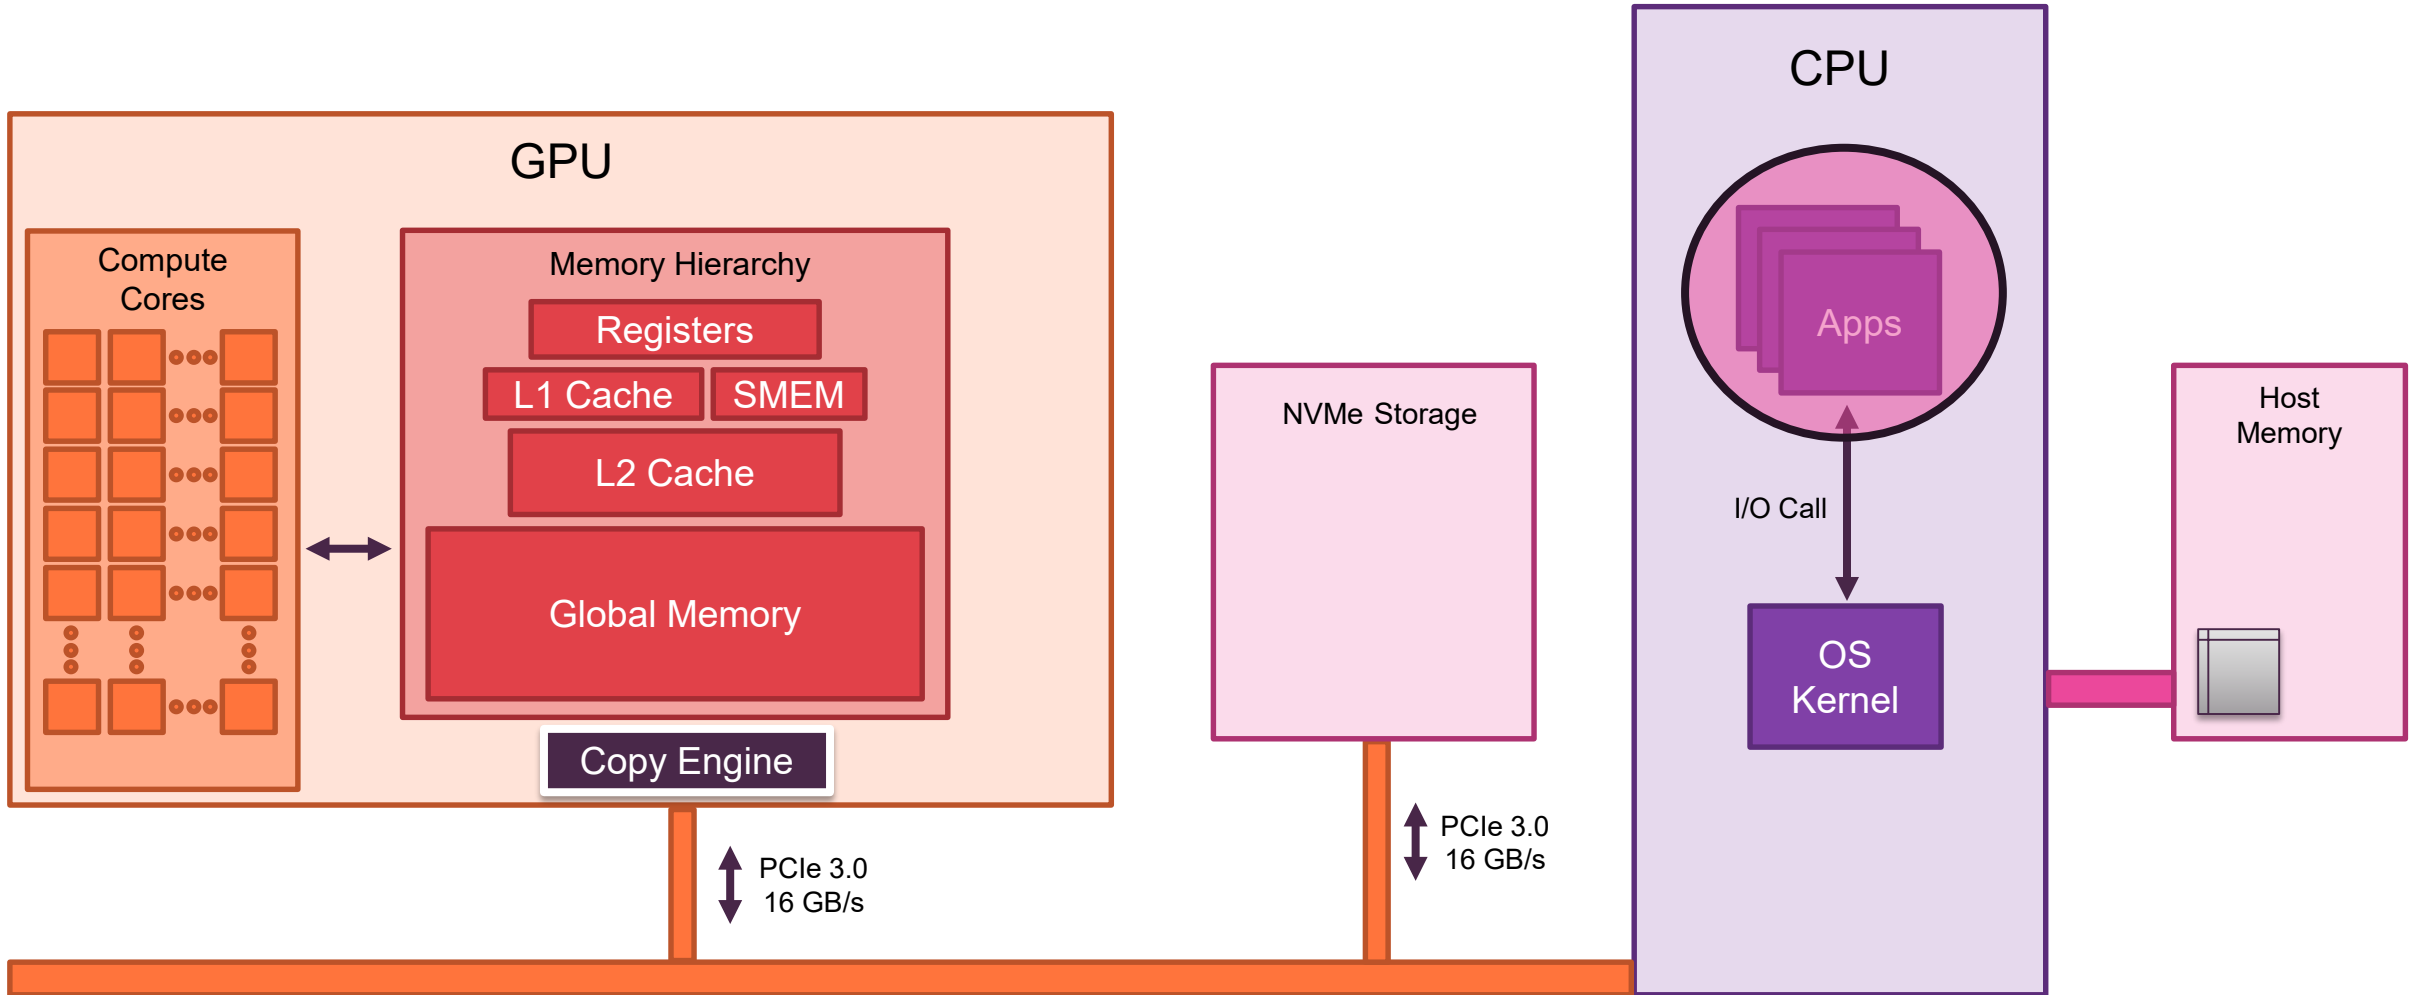 GPU
Compute
Cores
Memory Hierarchy
Registers
L1 Cache
SMEM
L2 Cache
Global Memory
Copy Engine
PCIe 3.0
16 GB/s
NVMe Storage
PCIe 3.0
16 GB/s
CPU
Apps
I/O Call
OS
Kernel
Host
Memory